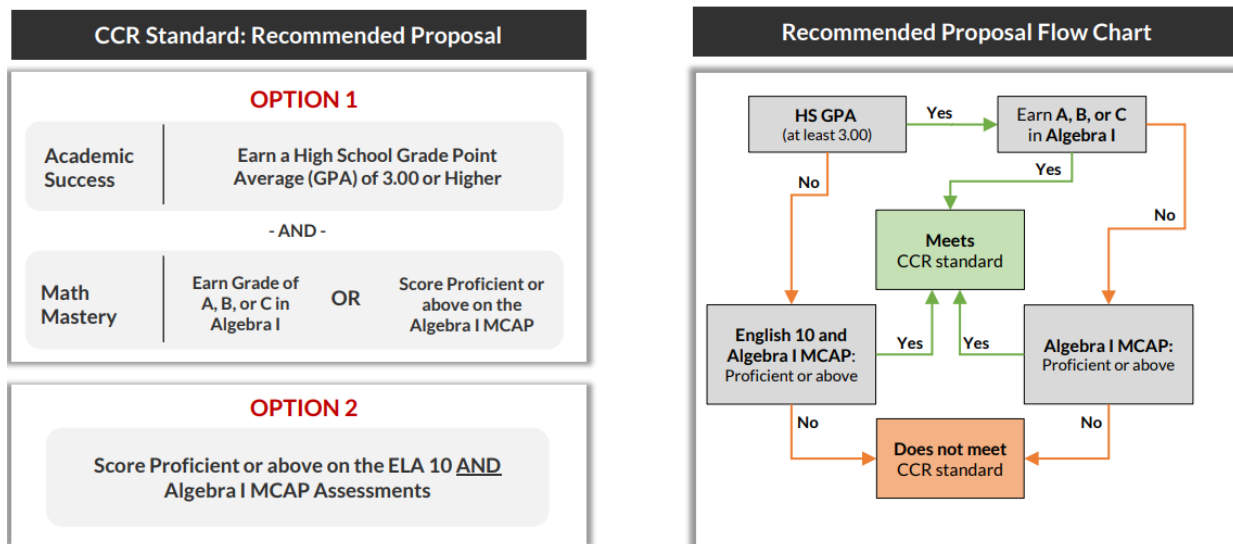 CCR Standard: Recommended Proposal
OPTION 1
Academic
Success
Earn a High School Grade Point
Average (GPA) of 3.00 or Higher
- AND -
Math
Mastery
Earn Grade of
A, B, or C in
Algebra I
OR
Score Proficient or
above on the
Algebra I MCAP
OPTION 2
Score Proficient or above on the ELA 10 AND
Algebra I MCAP Assessments
Recommended Proposal Flow Chart
HS GPA
(at least 3.00)
Yes
Earn A, B, or C
in Algebra I
No
Yes
No
Meets
CCR standard
English 10 and
Algebra I MCAP:
Proficient or above
Yes
Yes
Algebra I MCAP:
Proficient or above
No
No
Does not meet
CCR standard